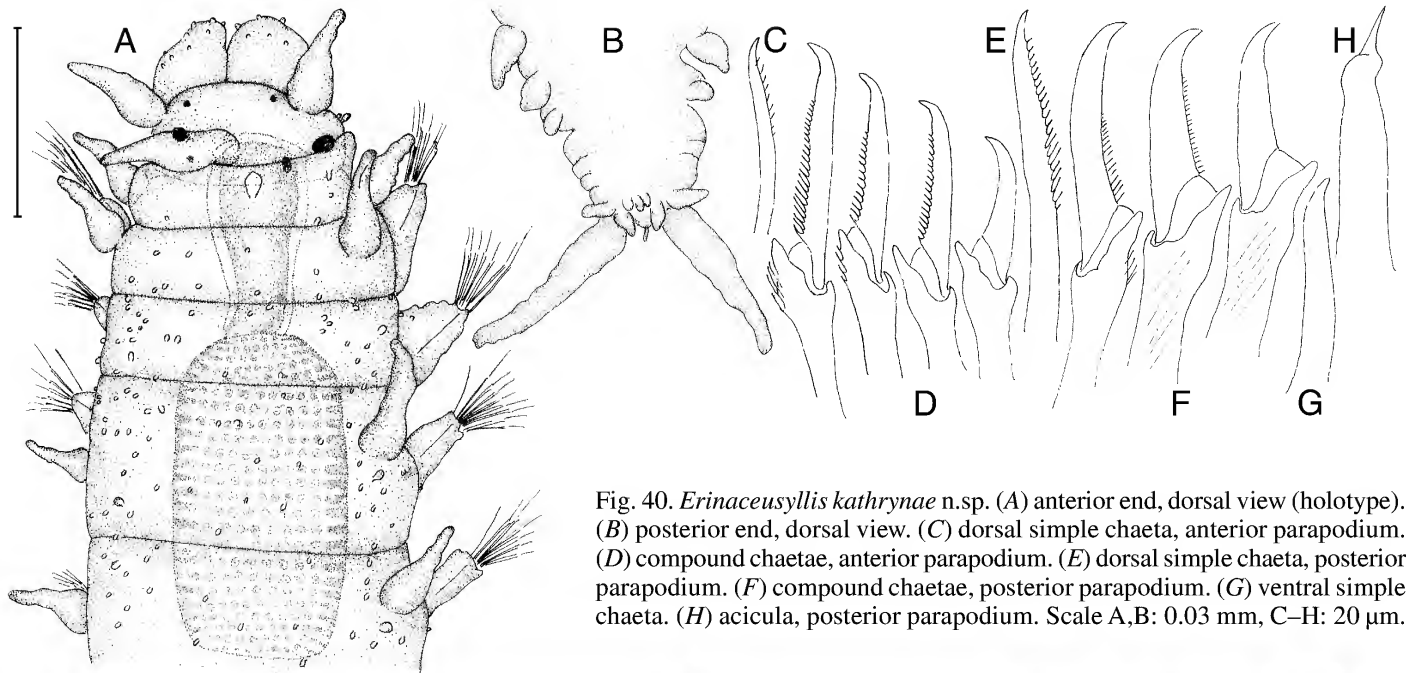 A
B
C
E
H
D
F
G
Fig. 40. Erinaceusyllis kathrynae n.sp. (A) anterior end, dorsal view (holotype).
(B) posterior end, dorsal view. (C) dorsal simple chaeta, anterior parapodium.
(D) compound chaetae, anterior parapodium. (E) dorsal simple chaeta, posterior
parapodium. (F) compound chaetae, posterior parapodium. (G) ventral simple
chaeta. (H) acicula, posterior parapodium. Scale A,B: 0.03 mm, C–H: 20 µm.